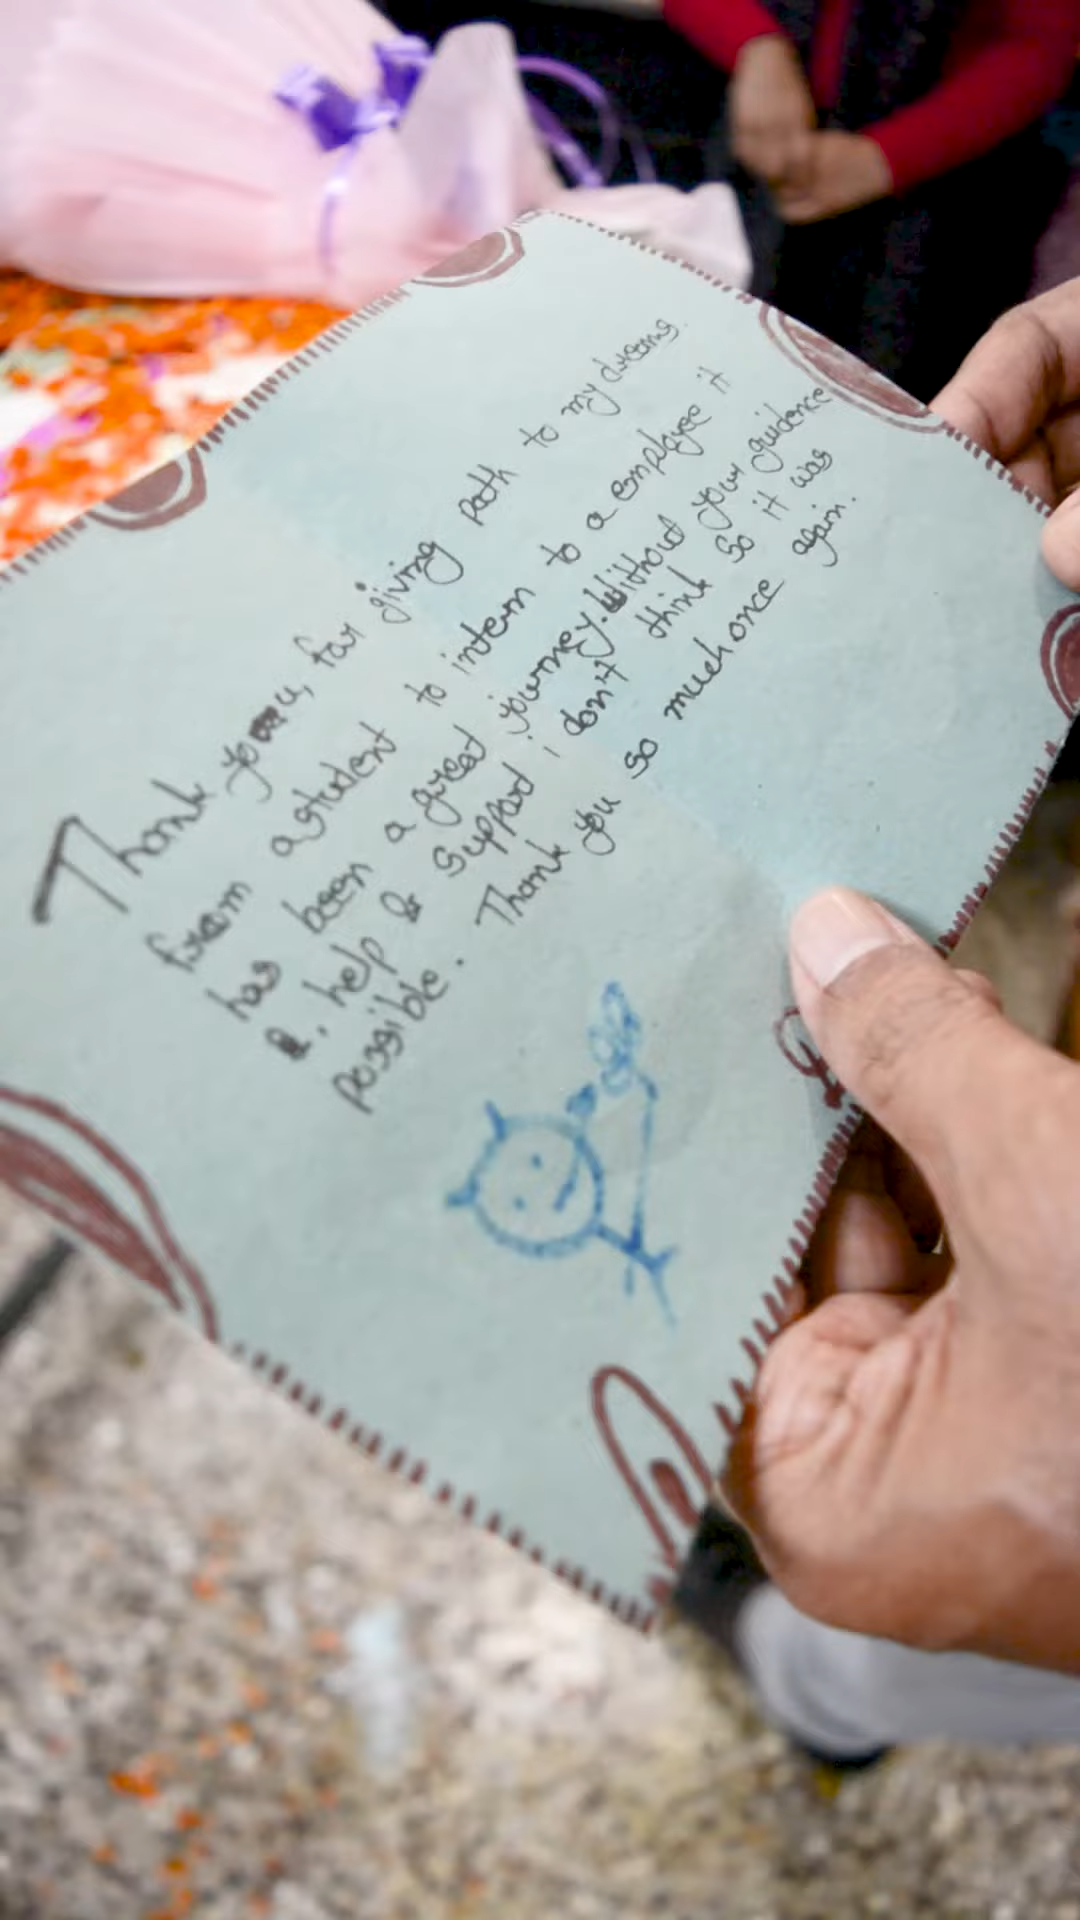 Thank you, for giving path to my dreams.
from a student to intern to a employee it
has been a great journey. Without your guidence
, help & support i don't think so it was
possible. Thank you so much once again.